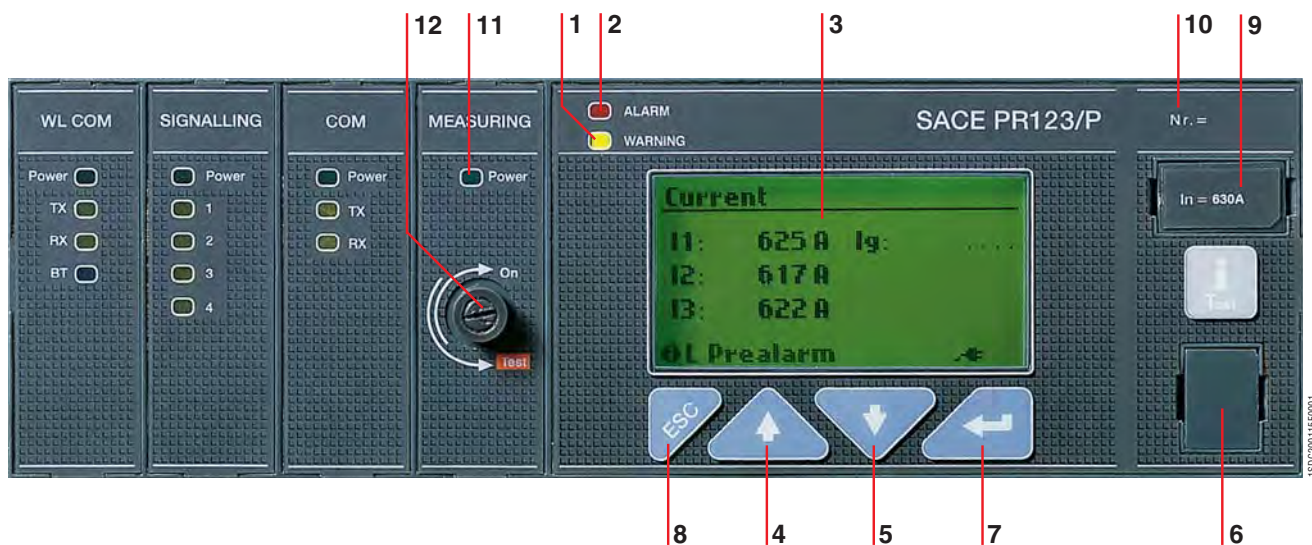 12 11 1 2 3 10 9
WL COM
Power
TX
RX
BT
SIGNALLING
Power
1
2
3
4
COM
Power
TX
RX
MEASURING
Power
On
Test
ALARM
WARNING
SACE PR123/P
Nr. =
Current
I1: 625 A Ig: ....
I2: 617 A
I3: 622 A
L Prealarm
In = 630A
i
Test
ESC
8 4 5 7 6